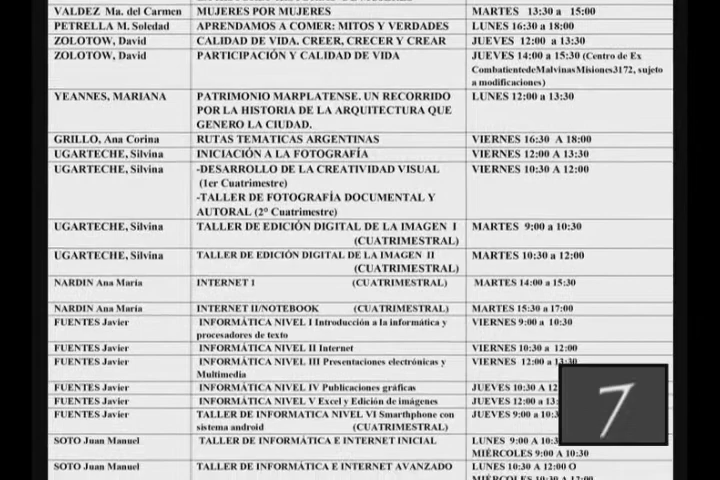 VALDEZ Ma. del Carmen MUJERES POR MUJERES MARTES 13:30 a 15:00
PETRELLA M. Soledad APRENDAMOS A COMER: MITOS Y VERDADES LUNES 16:30 a 18:00
ZOLOTOW, David CALIDAD DE VIDA. CREER, CRECER Y CREAR JUEVES 12:00 a 13:30
ZOLOTOW, David PARTICIPACIÓN Y CALIDAD DE VIDA JUEVES 14:00 a 15:30 (Centro de Ex
CombatientedeMalvinasMisiones3172, sujeto
a modificaciones)
YEANNES, MARIANA PATRIMONIO MARPLATENSE. UN RECORRIDO LUNES 12:00 a 13:30
POR LA HISTORIA DE LA ARQUITECTURA QUE
GENERO LA CIUDAD.
GRILLO, Ana Corina RUTAS TEMATICAS ARGENTINAS VIERNES 16:30 A 18:00
UGARTECHE, Silvina INICIACIÓN A LA FOTOGRAFÍA VIERNES 12:00 A 13:30
UGARTECHE, Silvina -DESARROLLO DE LA CREATIVIDAD VISUAL VIERNES 10:30 A 12:00
(1er Cuatrimestre)
-TALLER DE FOTOGRAFÍA DOCUMENTAL Y
AUTORAL (2° Cuatrimestre)
UGARTECHE, Silvina TALLER DE EDICIÓN DIGITAL DE LA IMAGEN I MARTES 9:00 a 10:30
(CUATRIMESTRAL)
UGARTECHE, Silvina TALLER DE EDICIÓN DIGITAL DE LA IMAGEN II MARTES 10:30 a 12:00
(CUATRIMESTRAL)
NARDIN Ana María INTERNET I (CUATRIMESTRAL) MARTES 14:00 a 15:30
NARDIN Ana María INTERNET II/NOTEBOOK (CUATRIMESTRAL) MARTES 15:30 a 17:00
FUENTES Javier INFORMÁTICA NIVEL I Introducción a la informática y VIERNES 9:00 a 10:30
procesadores de texto
FUENTES Javier INFORMÁTICA NIVEL II Internet VIERNES 10:30 a 12:00
FUENTES Javier INFORMÁTICA NIVEL III Presentaciones electrónicas y VIERNES 12:00 a 13:30
Multimedia
FUENTES Javier INFORMÁTICA NIVEL IV Publicaciones gráficas JUEVES 10:30 A 12
FUENTES Javier INFORMÁTICA NIVEL V Excel y Edición de imágenes JUEVES 12:00 a 13:
FUENTES Javier TALLER DE INFORMATICA NIVEL VI Smarthphone con JUEVES 9:00 a 10:3
sistema android (CUATRIMESTRAL)
7
SOTO Juan Manuel TALLER DE INFORMÁTICA E INTERNET INICIAL LUNES 9:00 A 10:3
MIÉRCOLES 9:00 A 10:30
SOTO Juan Manuel TALLER DE INFORMÁTICA E INTERNET AVANZADO LUNES 10:30 A 12:00 O